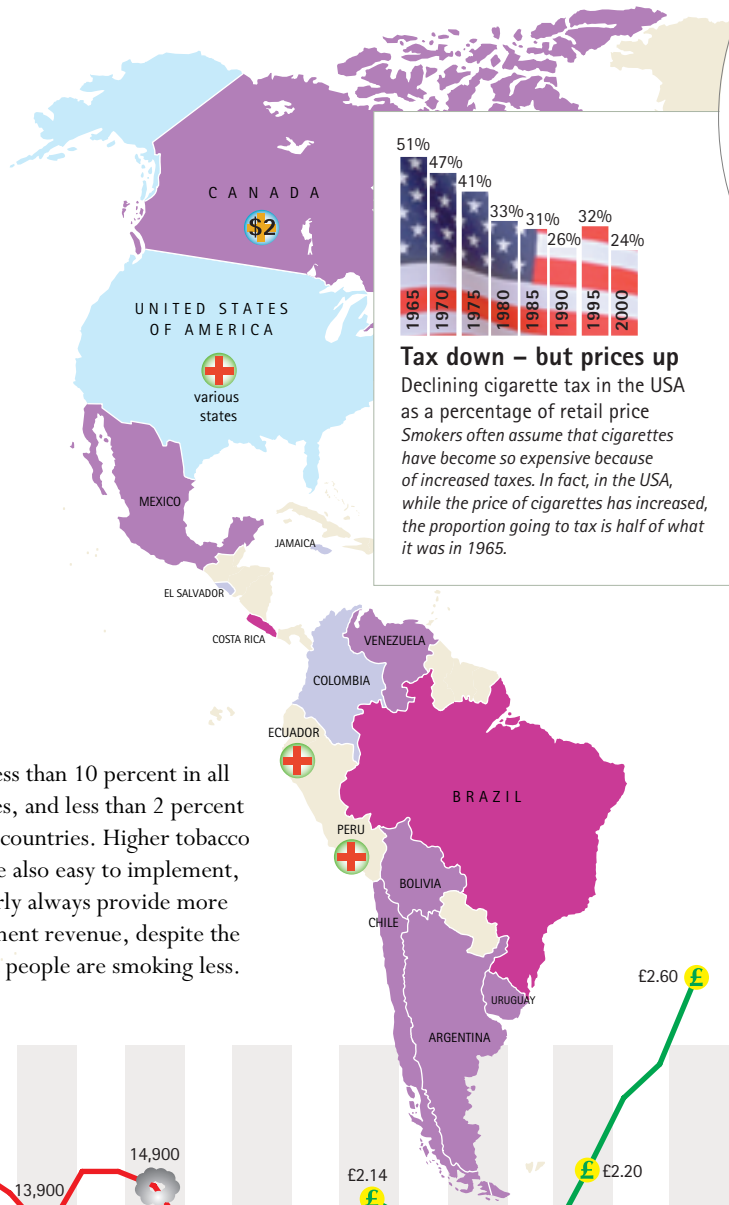 CANADA
$2
UNITED STATES
OF AMERICA
various
states
51%
47%
41%
33%
31%
26%
32%
24%
1965
1970
1975
1980
1985
1990
1995
2000
Tax down – but prices up
Declining cigarette tax in the USA
as a percentage of retail price
Smokers often assume that cigarettes
have become so expensive because
of increased taxes. In fact, in the USA,
while the price of cigarettes has increased,
the proportion going to tax is half of what
it was in 1965.
MEXICO
JAMAICA
EL SALVADOR
COSTA RICA
VENEZUELA
COLOMBIA
ECUADOR
BRAZIL
PERU
BOLIVIA
CHILE
URUGUAY
ARGENTINA
ess than 10 percent in all
es, and less than 2 percent
countries. Higher tobacco
e also easy to implement,
rly always provide more
ment revenue, despite the
people are smoking less.
£2.60 £
14,900
13,900
£2.14
£
£ £2.20